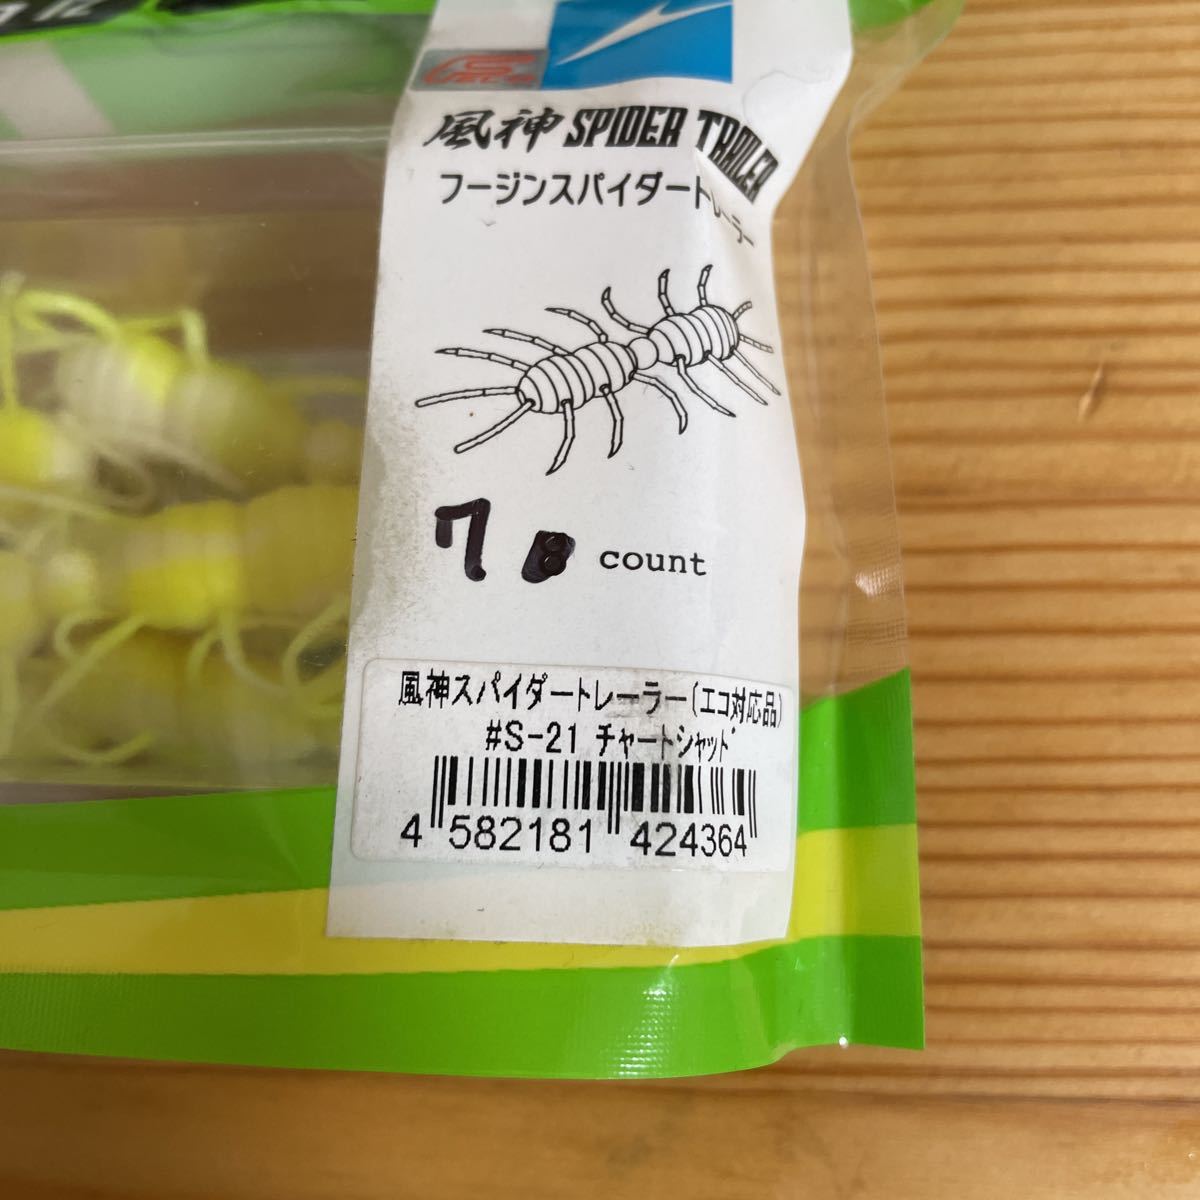 風神 SPIDER TRAILER
フージンスパイダートレーラー
7 8 count
風神スパイダートレーラー(エコ対応品)
#S-21 チャートシャッド
4 582181 424364